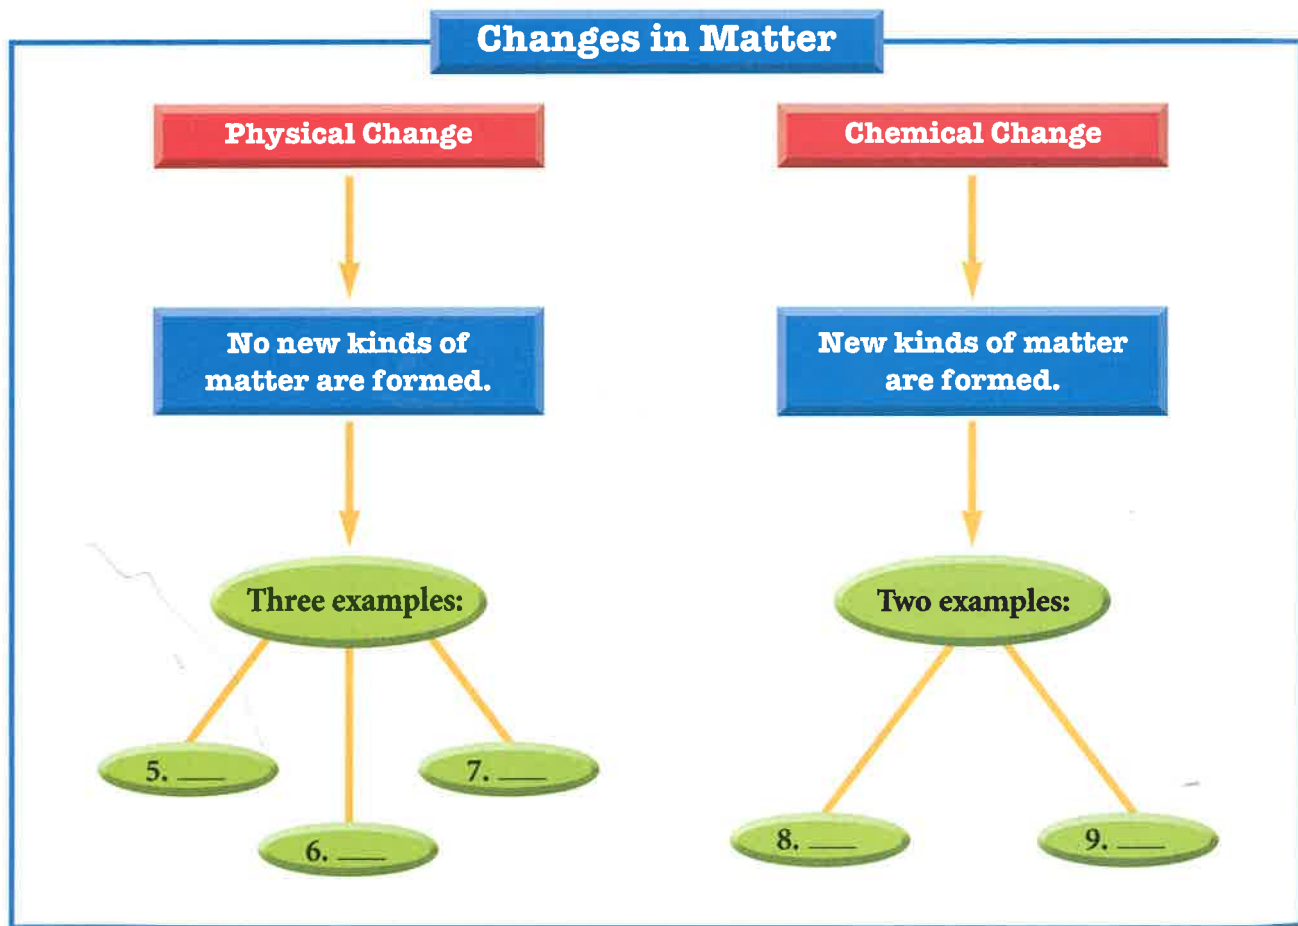 Changes in Matter
Physical Change
Chemical Change
No new kinds of
matter are formed.
New kinds of matter
are formed.
Three examples:
Two examples:
5. ___
7. ___
6. ___
8. ___
9. ___